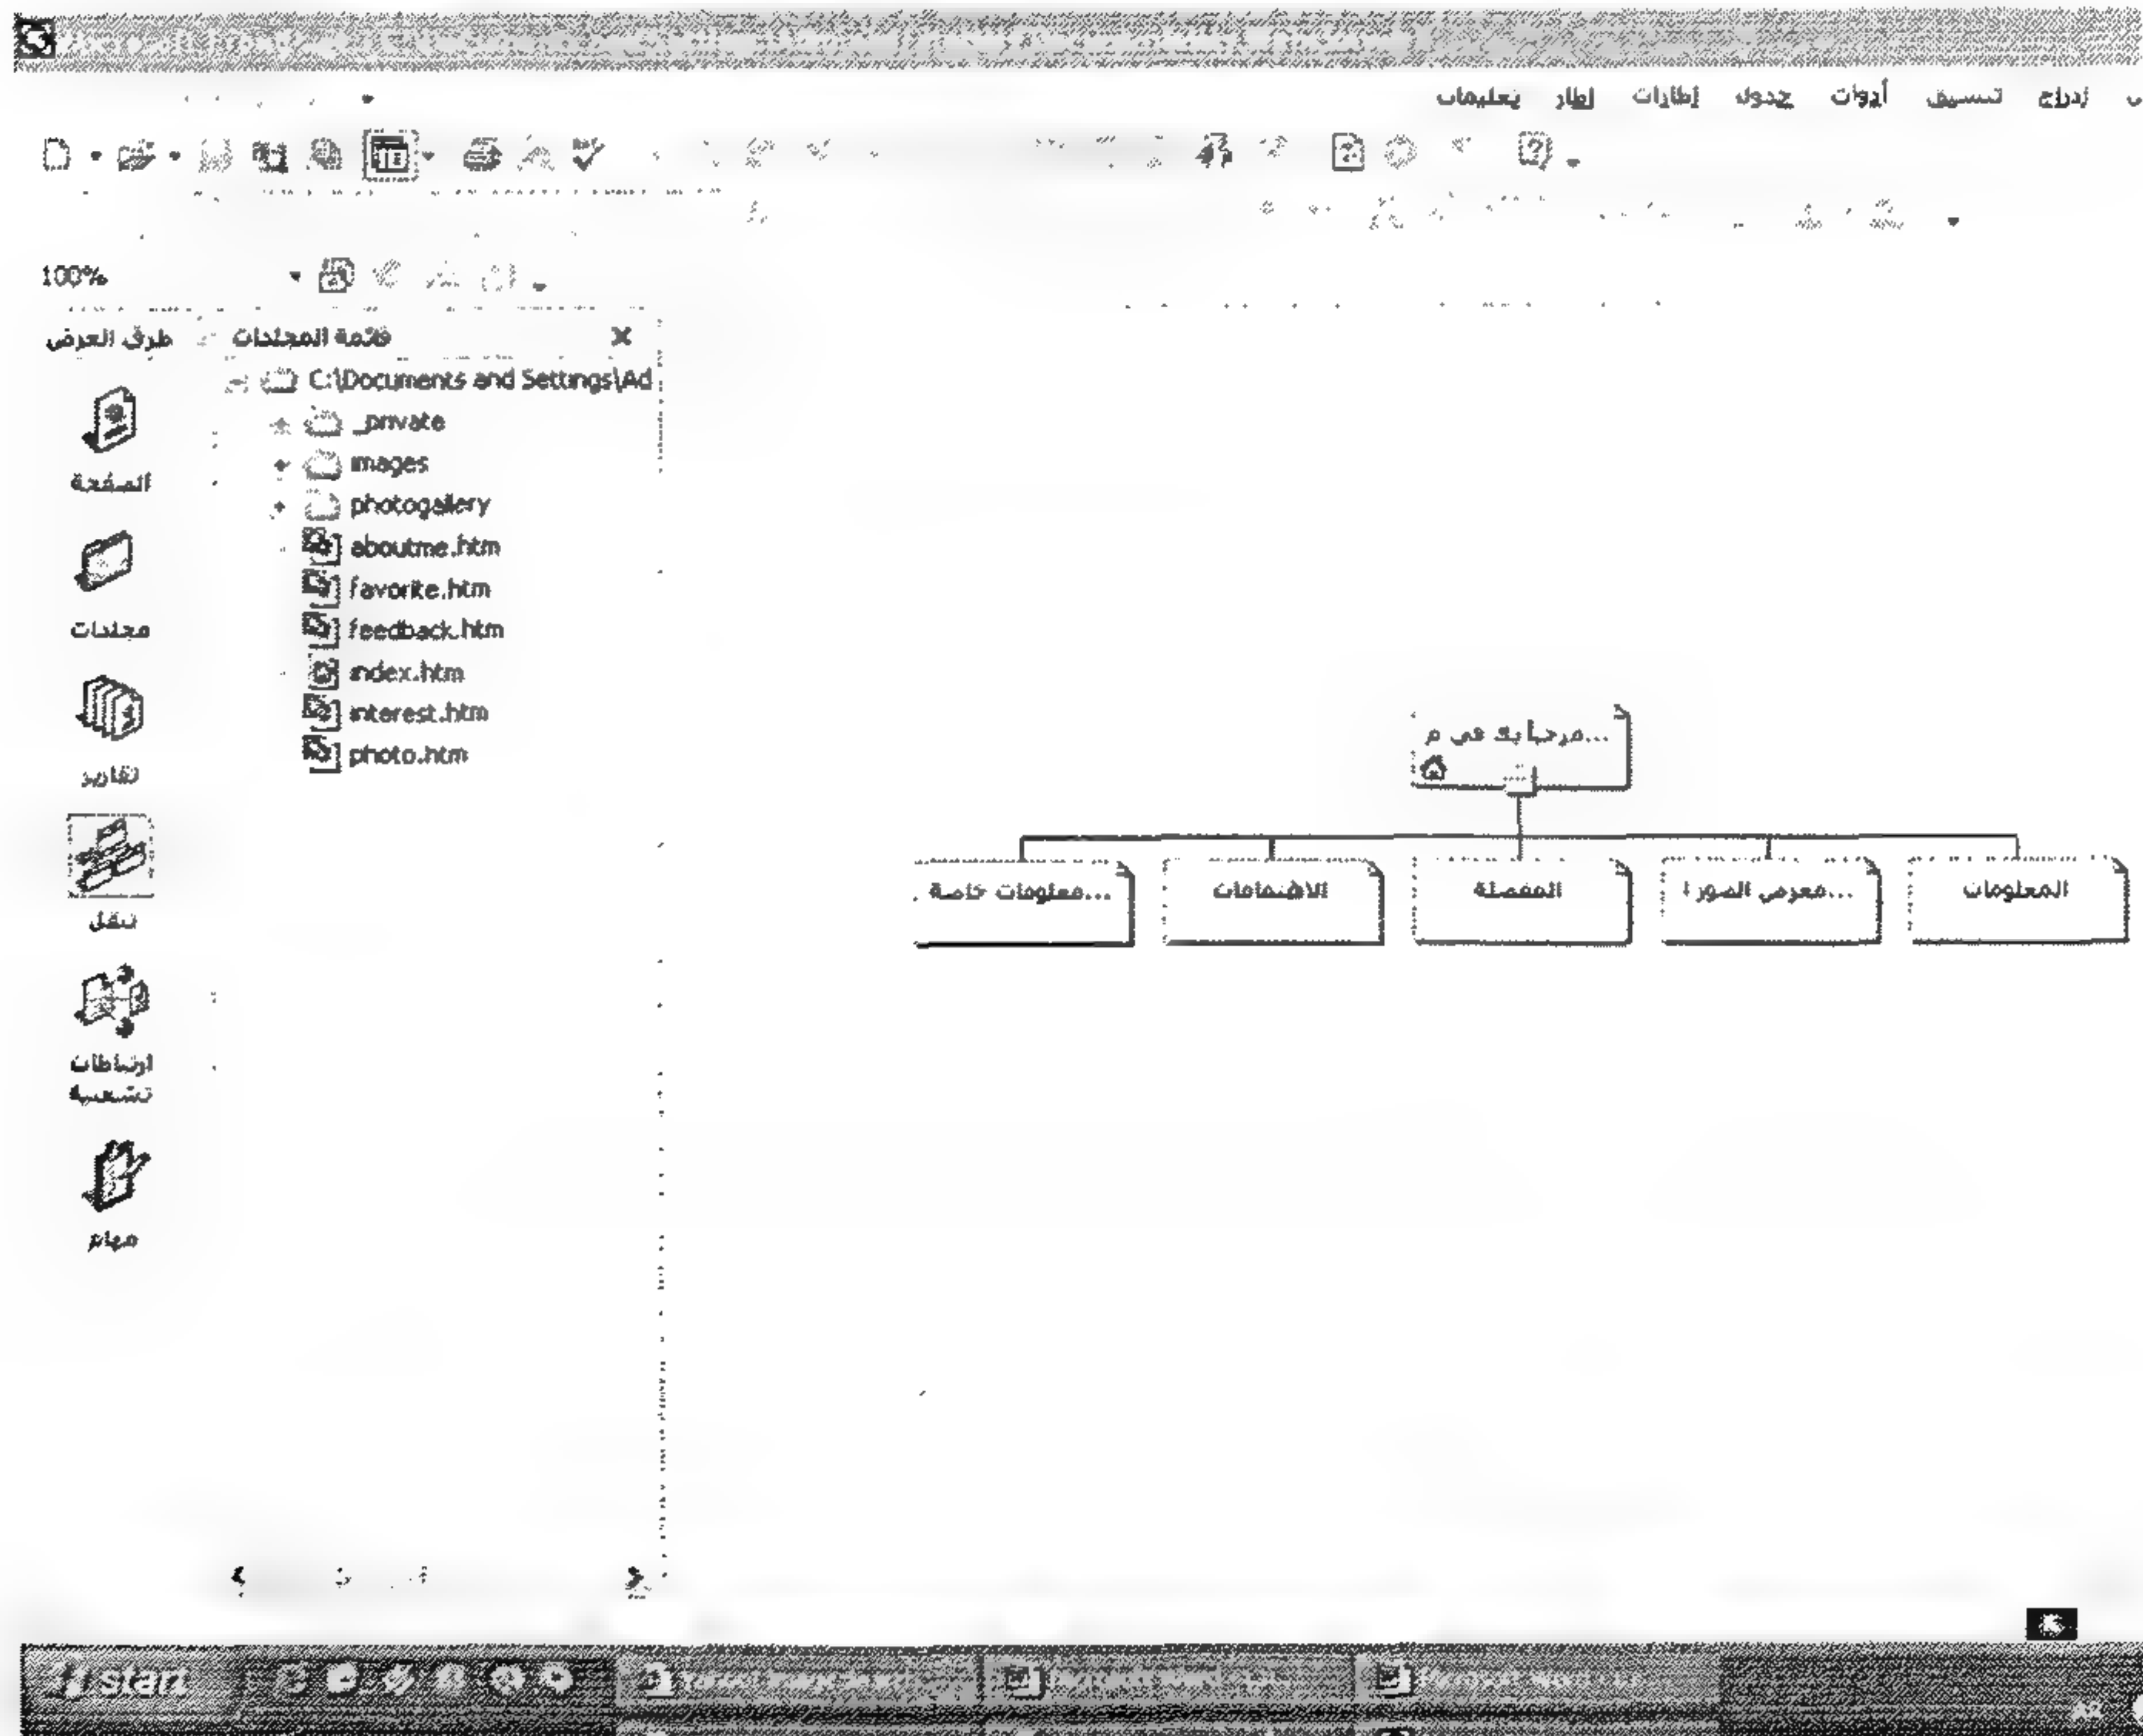 إدراج تنسيق أدوات جدول إطارات إطار تعليمات
100%
طرق العرض
قائمة المجلدات
C:\Documents and Settings\Ad
_private
images
photogallery
aboutme.htm
favorite.htm
feedback.htm
index.htm
interest.htm
photo.htm
الصفحة
مجلدات
تقارير
تنقل
ارتباطات
تشعبية
مهام
مرحبا بك في م...
المعلومات
معرض الصور ا...
المفضلة
الاهتمامات
معلومات خاصة...
start